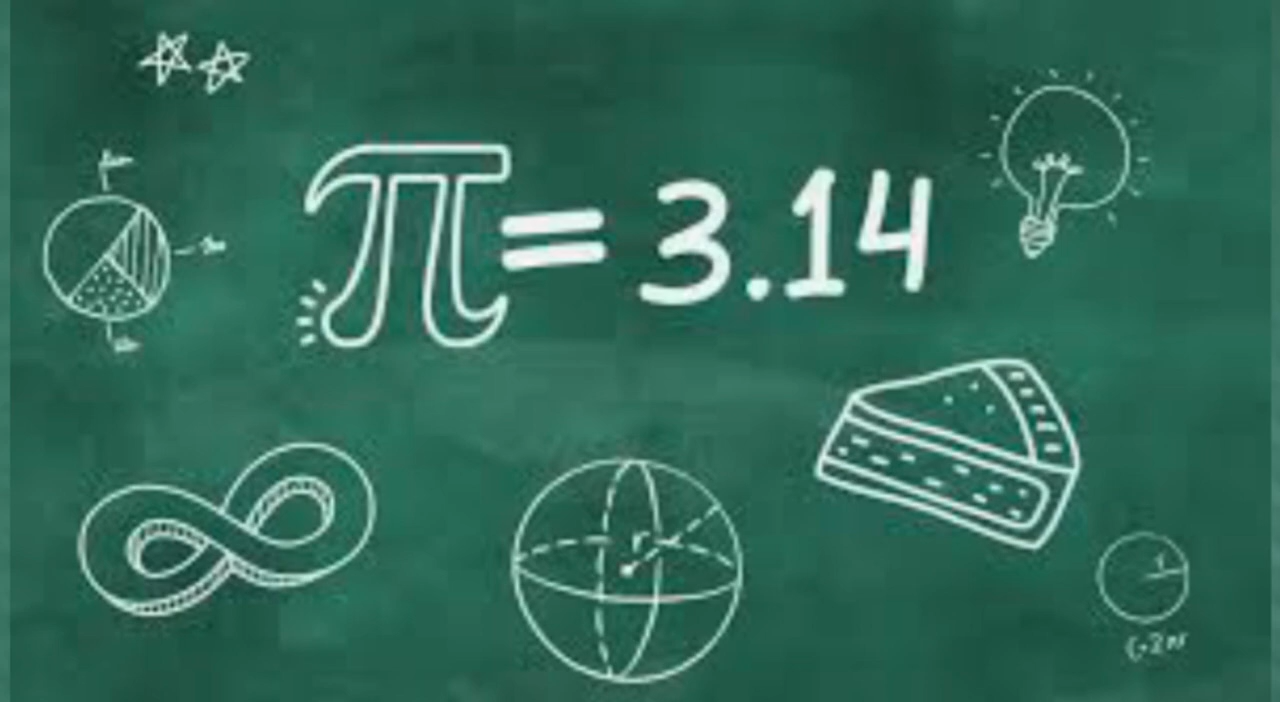 π = 3.14
r